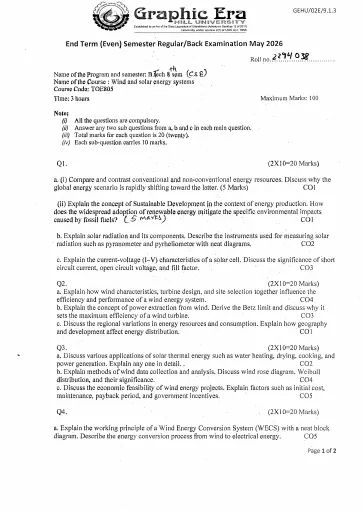 GEHU/02E/9.1.3
Graphic Era
HILL UNIVERSITY
End Term (Even) Semester Regular/Back Examination May 2026
Roll no. 2294038
Name of the Program and semester: B.Tech 8th sem (CSE)
Name of the Course : Wind and solar energy systems
Course Code: TOE805
Time: 3 hours Maximum Marks: 100
Note:
(i) All the questions are compulsory.
(ii) Answer any two sub questions from a, b and c in each main question.
(iii) Total marks for each question is 20 (twenty).
(iv) Each sub-question carries 10 marks.
Q1. (2X10=20 Marks)
a. (i) Compare and contrast conventional and non-conventional energy resources. Discuss why the
global energy scenario is rapidly shifting toward the latter. (5 Marks) CO1
(ii) Explain the concept of Sustainable Development in the context of energy production. How
does the widespread adoption of renewable energy mitigate the specific environmental impacts
caused by fossil fuels? (5 marks) CO1
b. Explain solar radiation and its components, Describe the instruments used for measuring solar
radiation such as pyranometer and pyrheliometer with neat diagrams. CO2
c. Explain the current-voltage (I–V) characteristics of a solar cell. Discuss the significance of short
circuit current, open circuit voltage, and fill factor. CO3
Q2. (2X10=20 Marks)
a. Explain how wind characteristics, turbine design, and site selection together influence the
efficiency and performance of a wind energy system. CO4
b. Explain the concept of power extraction from wind. Derive the Betz limit and discuss why it
sets the maximum efficiency of a wind turbine. CO3
c. Discuss the regional variations in energy resources and consumption. Explain how geography
and development affect energy distribution. CO1
Q3. (2X10=20 Marks)
a. Discuss various applications of solar thermal energy such as water heating, drying, cooking, and
power generation. Explain any one in detail. . CO2
b. Explain methods of wind data collection and analysis. Discuss wind rose diagram, Weibull
distribution, and their significance. CO4
c. Discuss the economic feasibility of wind energy projects. Explain factors such as initial cost,
maintenance, payback period, and government incentives. CO5
Q4. (2X10=20 Marks)
a. Explain the working principle of a Wind Energy Conversion System (WECS) with a neat block
diagram. Describe the energy conversion process from wind to electrical energy. CO5
Page 1 of 2